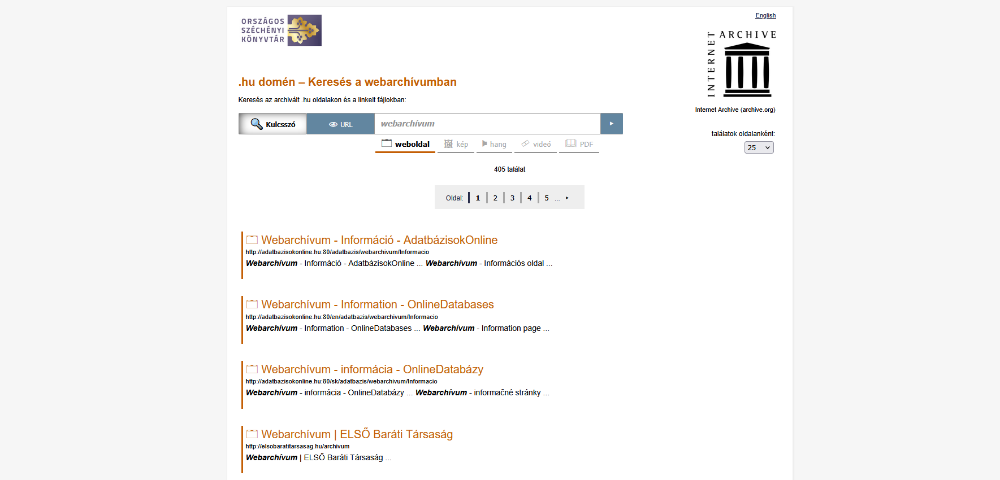 ORSZÁGOS
SZÉCHÉNYI
KÖNYVTÁR
English
INTERNET ARCHIVE
Internet Archive (archive.org)
.hu domén – Keresés a webarchívumban
Keresés az archivált .hu oldalakon és a linkelt fájlokban:
Kulcsszó URL webarchívum
weboldal kép hang videó PDF
találatok oldalanként:
25
405 találat
Oldal: 1 2 3 4 5 ...
Webarchívum - Információ - AdatbázisokOnline
http://adatbazisokonline.hu:80/adatbazis/webarchivum/Informacio
Webarchívum - Információ - AdatbázisokOnline ... Webarchívum - Információs oldal ...
Webarchívum - Information - OnlineDatabases
http://adatbazisokonline.hu:80/en/adatbazis/webarchivum/Informacio
Webarchívum - Information - OnlineDatabases ... Webarchívum - Information page ...
Webarchívum - informácia - OnlineDatabázy
http://adatbazisokonline.hu:80/sk/adatbazis/webarchivum/Informacio
Webarchívum - informácia - OnlineDatabázy ... Webarchívum - informačné stránky ...
Webarchívum | ELSŐ Baráti Társaság
http://elsobaratitarsasag.hu/archivum
Webarchívum | ELSŐ Baráti Társaság ...